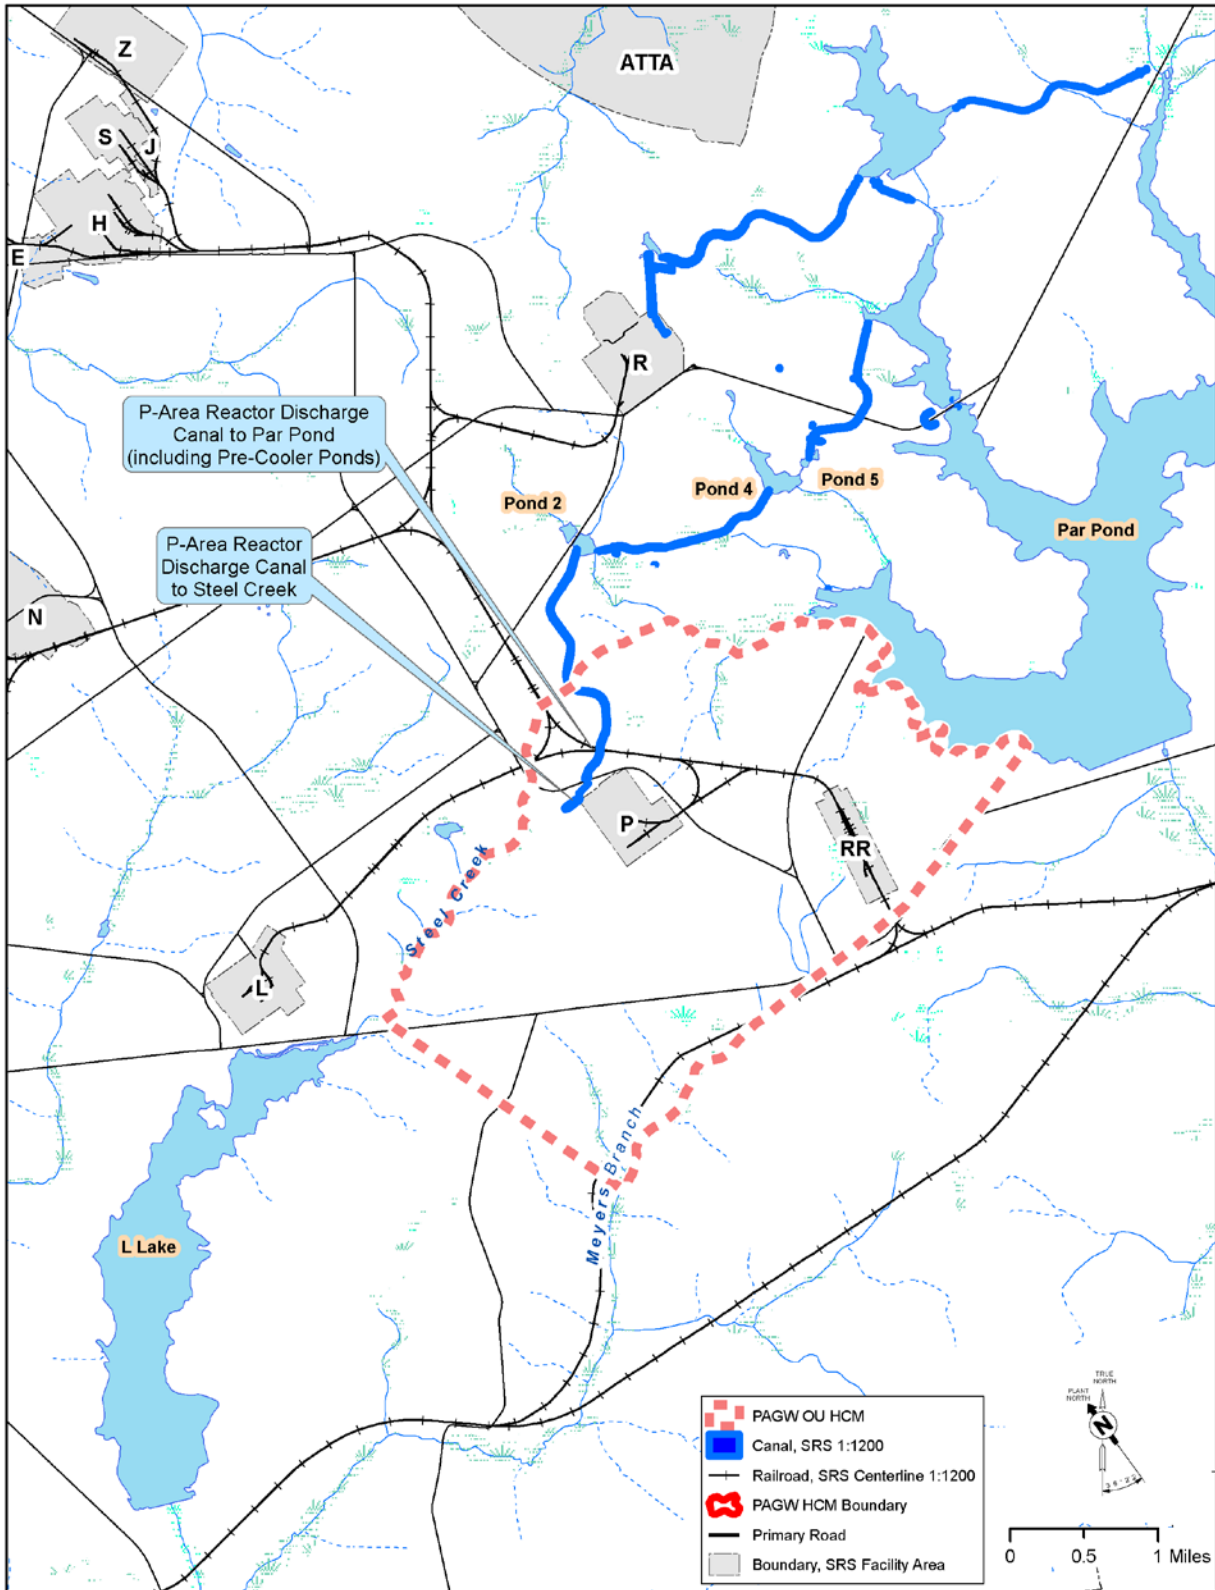 Z
ATTA
S
J
H
E
R
P-Area Reactor Discharge
Canal to Par Pond
(including Pre-Cooler Ponds)
Pond 2
Pond 4
Pond 5
Par Pond
P-Area Reactor
Discharge Canal
to Steel Creek
N
P
RR
Steel Creek
L
Meyers Branch
L Lake
TRUE
NORTH
PLANT
NORTH
N
PAGW OU HCM
Canal, SRS 1:1200
Railroad, SRS Centerline 1:1200
PAGW HCM Boundary
Primary Road
Boundary, SRS Facility Area
0 0.5 1 Miles